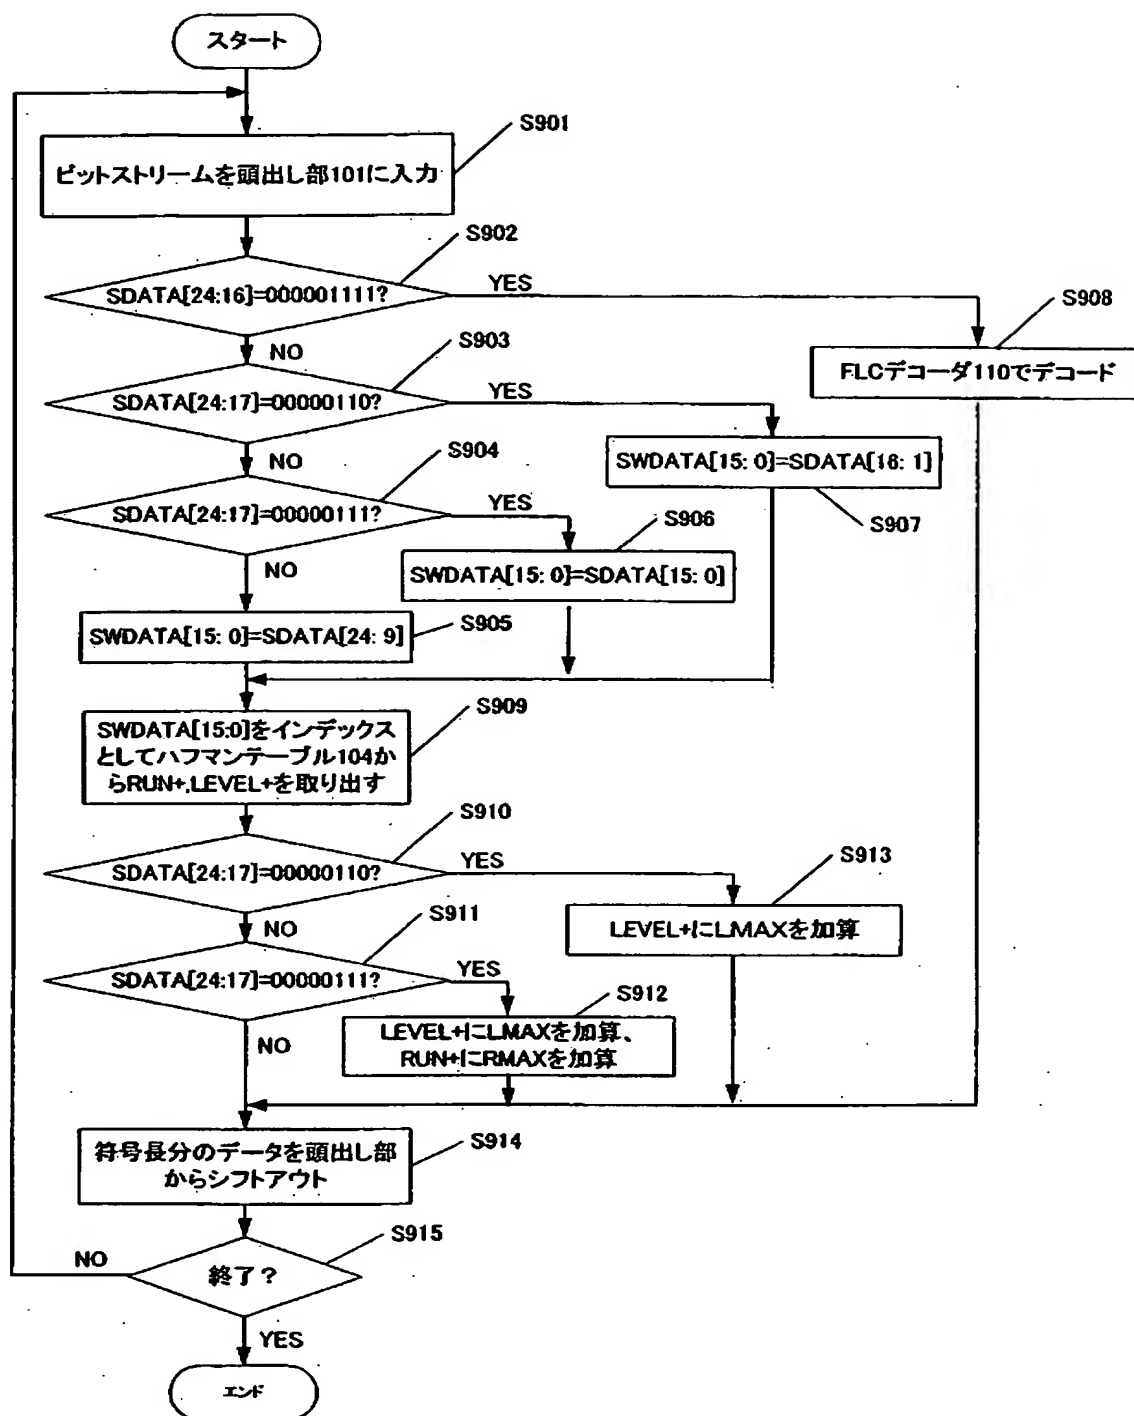 スタート
S901
ビットストリームを頭出し部101に入力
S902
SDATA[24:16]=000001111?
YES
NO
S908
FLCデコーダ110でデコード
S903
SDATA[24:17]=00000110?
YES
NO
SWDATA[15:0]=SDATA[16:1]
S907
S904
SDATA[24:17]=00000111?
YES
NO
S906
SWDATA[15:0]=SDATA[15:0]
SWDATA[15:0]=SDATA[24:9]
S905
S909
SWDATA[15:0]をインデックス
としてハフマンテーブル104か
らRUN+,LEVEL+を取り出す
S910
SDATA[24:17]=00000110?
YES
NO
S913
LEVEL+にLMAXを加算
S911
SDATA[24:17]=00000111?
YES
NO
S912
LEVEL+にLMAXを加算、
RUN+にRMAXを加算
S914
符号長分のデータを頭出し部
からシフトアウト
S915
終了?
NO
YES
エンド